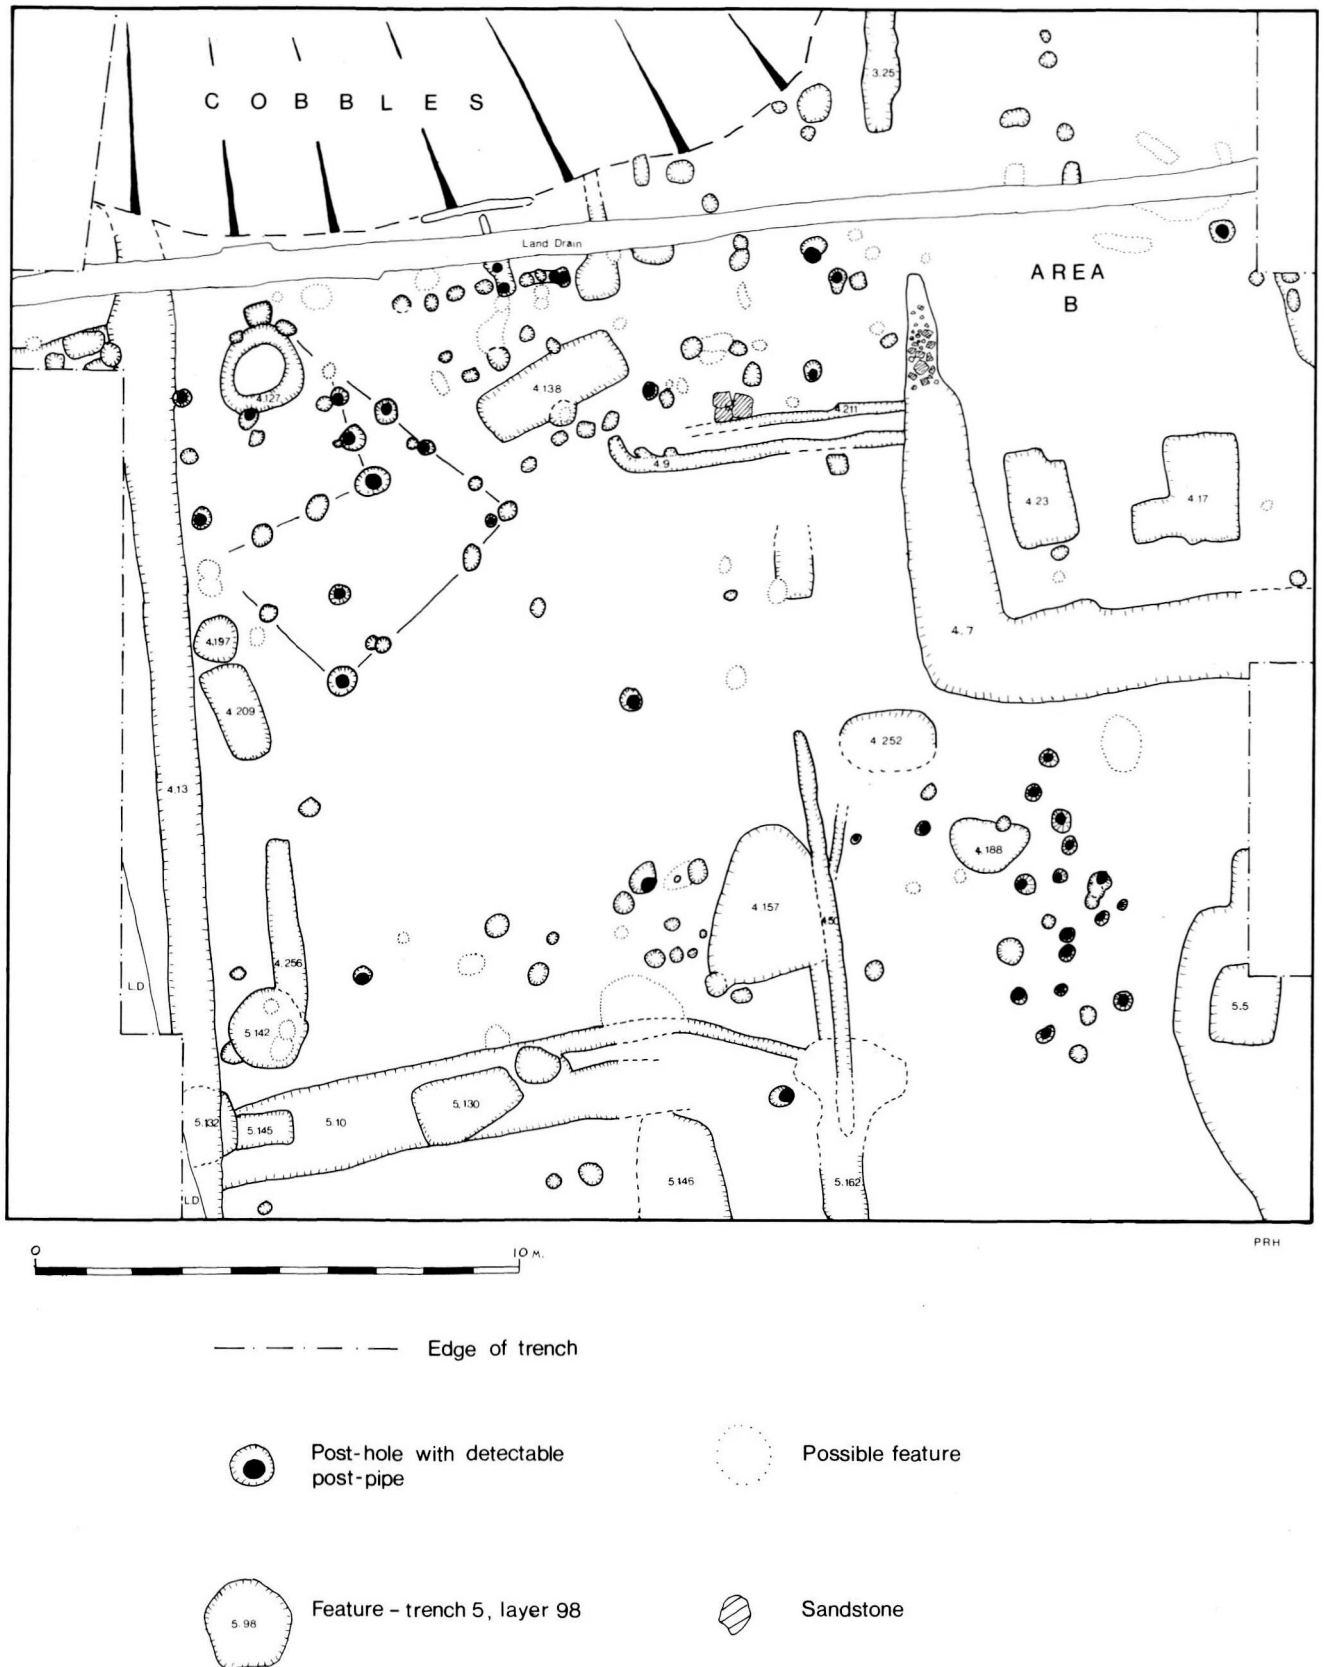 3.25
C O B B L E S
Land Drain
AREA
B
4.127
4.138
4.211
4.9
4.23
4.17
4.7
4.197
4.209
4.252
4.13
4.188
4.157
4.50
4.256
L.D
5.5
5.142
5.130
5.132
5.145
5.10
5.146
5.162
L.D
PRH
0 10 M.
Edge of trench
Post-hole with detectable
post-pipe
Possible feature
Feature - trench 5, layer 98
5.98
Sandstone